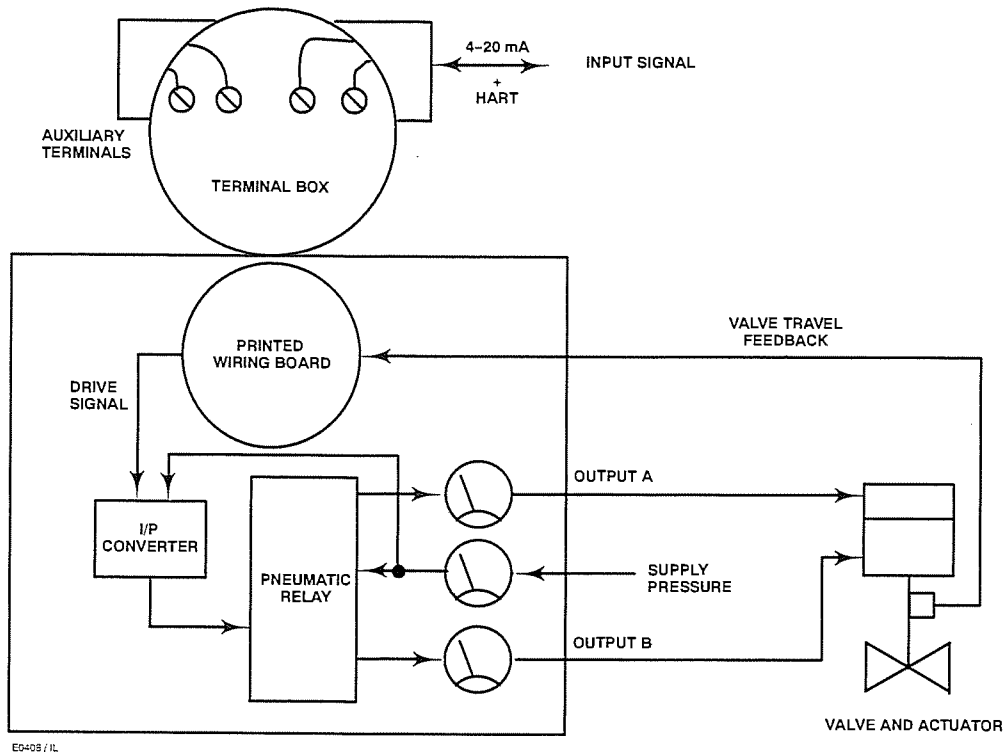 4-20 mA
+
HART
INPUT SIGNAL
AUXILIARY
TERMINALS
TERMINAL BOX
PRINTED
WIRING BOARD
VALVE TRAVEL
FEEDBACK
DRIVE
SIGNAL
OUTPUT A
I/P
CONVERTER
PNEUMATIC
RELAY
SUPPLY
PRESSURE
OUTPUT B
VALVE AND ACTUATOR
E0408 / IL